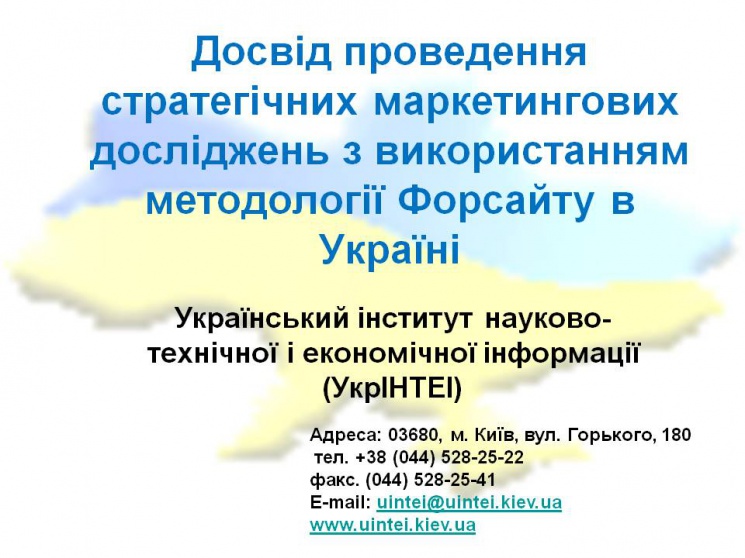 Досвід проведення
стратегічних маркетингових
досліджень з використанням
методології Форсайту в
Україні
Український інститут науково-
технічної і економічної інформації
(УкрІНТЕІ)
Адреса: 03680, м. Київ, вул. Горького, 180
тел. +38 (044) 528-25-22
факс. (044) 528-25-41
E-mail: uintei@uintei.kiev.ua
www.uintei.kiev.ua